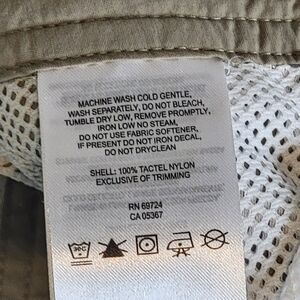 MACHINE WASH COLD GENTLE,
WASH SEPARATELY, DO NOT BLEACH,
TUMBLE DRY LOW, REMOVE PROMPTLY,
IRON LOW NO STEAM,
DO NOT USE FABRIC SOFTENER,
IF PRESENT DO NOT IRON DECAL,
DO NOT DRYCLEAN
SHELL: 100% TACTEL NYLON
EXCLUSIVE OF TRIMMING
RN 69724
CA 05367
30C